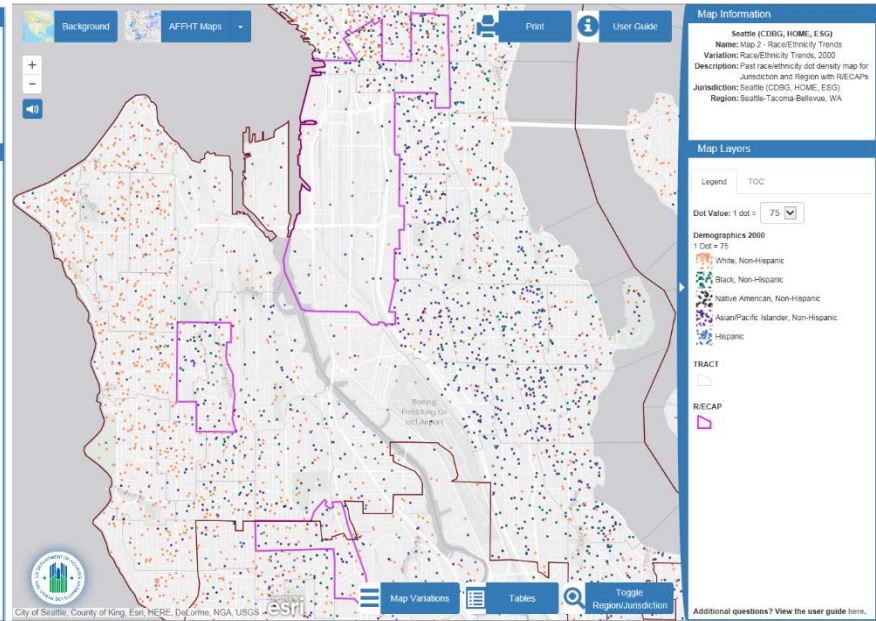 Background
AFFHT Maps
Print
User Guide
+
−
Boeing
Field/King Co
Int'l Airport
City of Seattle, County of King, Esri, HERE, DeLorme, NGA, USGS
esri
Map Variations
Tables
Toggle
Region/Jurisdiction
Map Information
Seattle (CDBG, HOME, ESG)
Name: Map 2 - Race/Ethnicity Trends
Variation: Race/Ethnicity Trends, 2000
Description: Past race/ethnicity dot density map for
Jurisdiction and Region with R/ECAPs
Jurisdiction: Seattle (CDBG, HOME, ESG)
Region: Seattle-Tacoma-Bellevue, WA
Map Layers
Legend
TOC
Dot Value: 1 dot = 75
Demographics 2000
1 Dot = 75
White, Non-Hispanic
Black, Non-Hispanic
Native American, Non-Hispanic
Asian/Pacific Islander, Non-Hispanic
Hispanic
TRACT
R/ECAP
Additional questions? View the user guide here.